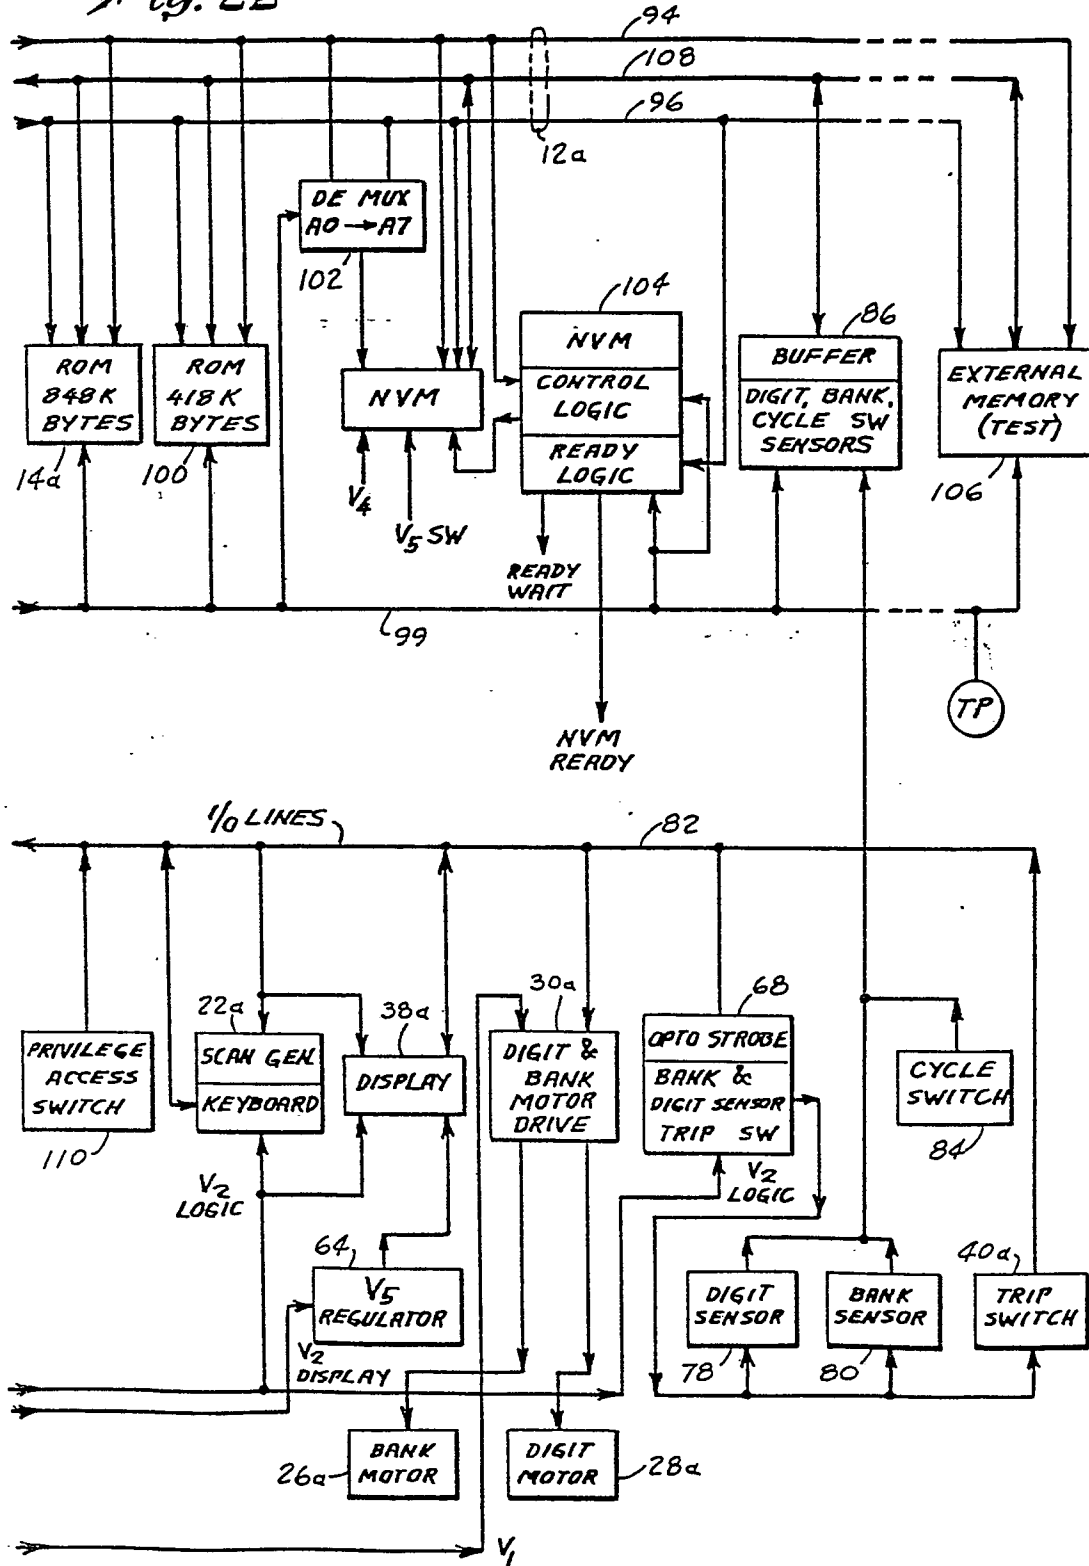 Fig. 2B
94
108
96
12a
DE MUX
A0→A7
102
104
86
NVM
CONTROL
LOGIC
READY
LOGIC
BUFFER
DIGIT, BANK,
CYCLE SW
SENSORS
EXTERNAL
MEMORY
(TEST)
106
ROM
848K
BYTES
14a
ROM
418K
BYTES
100
NVM
V4
V5 SW
READY
WAIT
99
TP
NVM
READY
I/O LINES
82
22a
38a
30a
68
PRIVILEGE
ACCESS
SWITCH
110
SCAN GEN.
KEYBOARD
DISPLAY
DIGIT &
BANK
MOTOR
DRIVE
OPTO STROBE
BANK &
DIGIT SENSOR
TRIP SW
CYCLE
SWITCH
84
V2
LOGIC
V2
LOGIC
64
V5
REGULATOR
V2
DISPLAY
DIGIT
SENSOR
78
BANK
SENSOR
80
40a
TRIP
SWITCH
BANK
MOTOR
26a
DIGIT
MOTOR
28a
V1